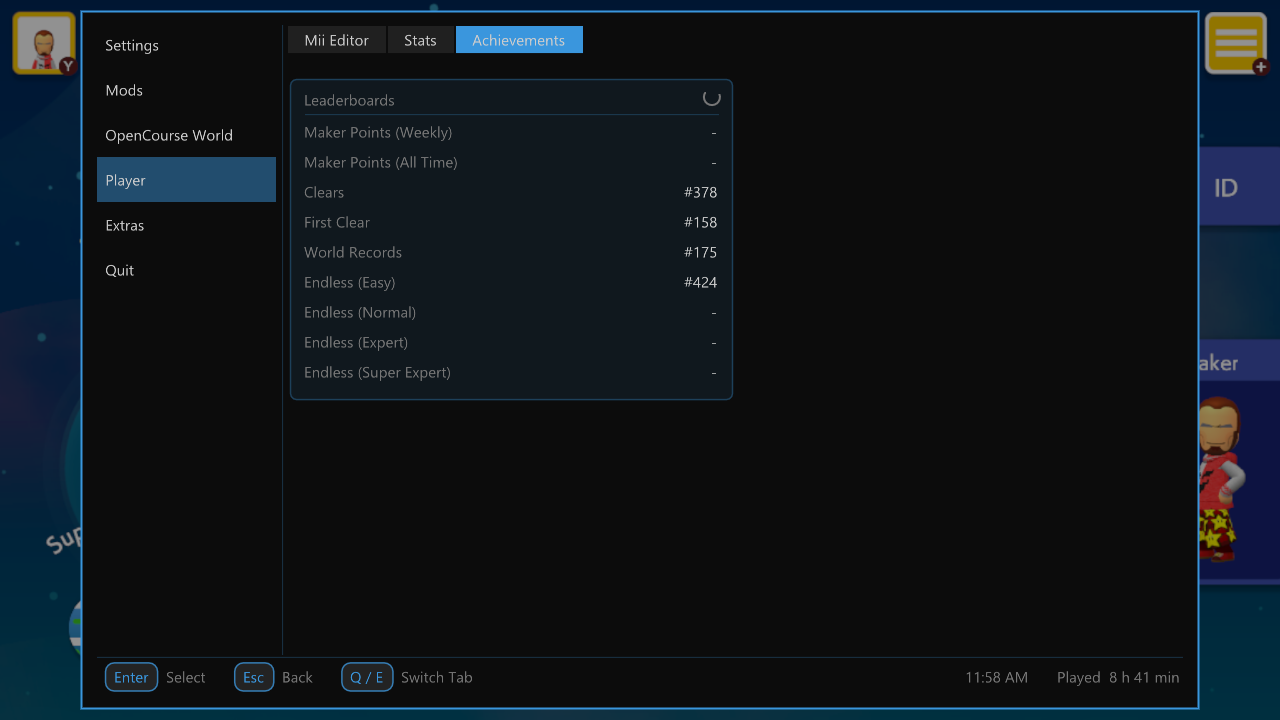 Settings
Mods
OpenCourse World
Player
Extras
Quit
Mii Editor Stats Achievements
Leaderboards
Maker Points (Weekly) -
Maker Points (All Time) -
Clears #378
First Clear #158
World Records #175
Endless (Easy) #424
Endless (Normal) -
Endless (Expert) -
Endless (Super Expert) -
Enter Select Esc Back Q / E Switch Tab 11:58 AM Played 8 h 41 min
Y
+
ID
aker
Sup